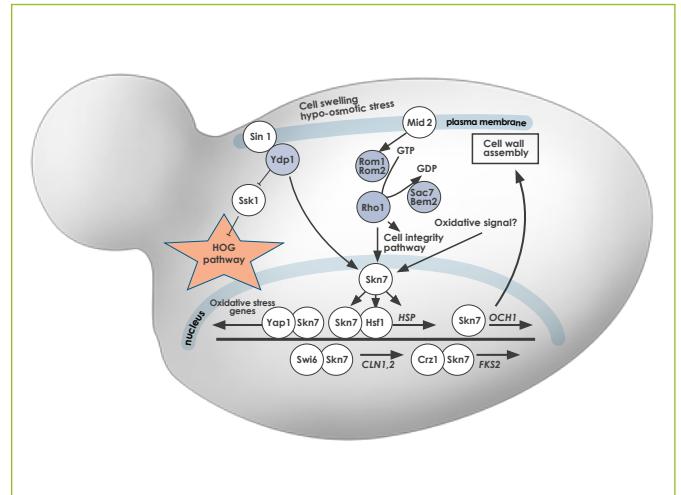 Cell swelling
hypo-osmotic stress
Sin 1
Ydp1
Mid 2
plasma membrane
Cell wall
assembly
GTP
Rom1
Rom2
GDP
Sac7
Bem2
Ssk1
Rho1
Oxidative signal?
HOG
pathway
Cell integrity
pathway
Skn7
nucleus
Oxidative stress
genes
Yap1
Skn7
Skn7
Hsf1
HSP
Skn7
OCH1
Swi6
Skn7
CLN1,2
Crz1
Skn7
FKS2